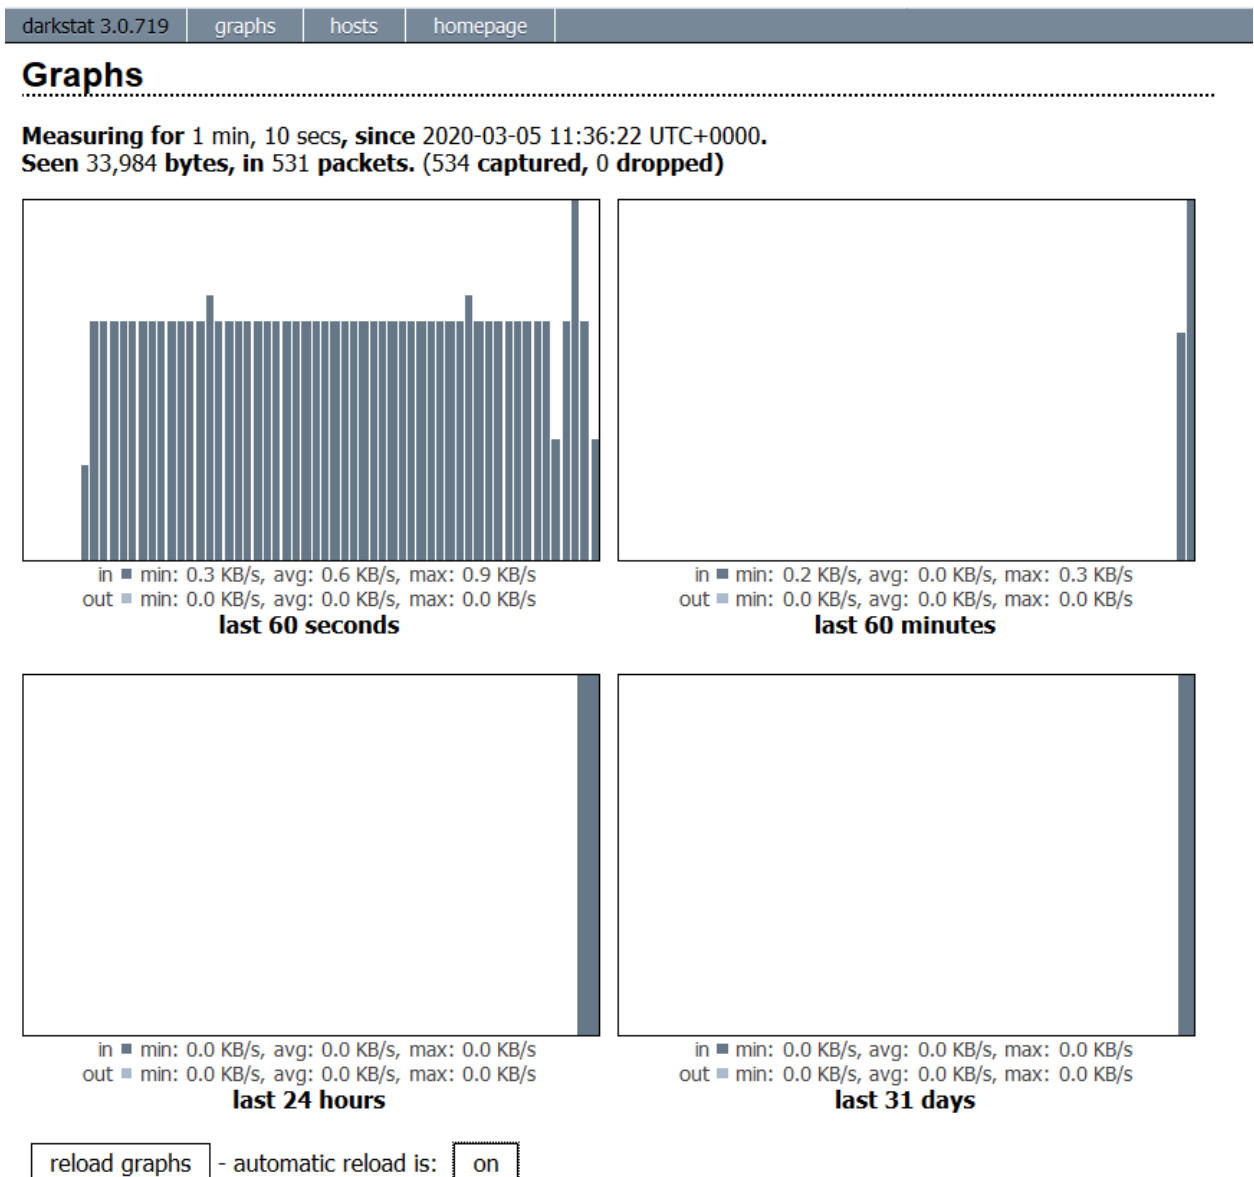 darkstat 3.0.719 graphs hosts homepage
Graphs
Measuring for 1 min, 10 secs, since 2020-03-05 11:36:22 UTC+0000.
Seen 33,984 bytes, in 531 packets. (534 captured, 0 dropped)
in min: 0.3 KB/s, avg: 0.6 KB/s, max: 0.9 KB/s
out min: 0.0 KB/s, avg: 0.0 KB/s, max: 0.0 KB/s
last 60 seconds
in min: 0.2 KB/s, avg: 0.0 KB/s, max: 0.3 KB/s
out min: 0.0 KB/s, avg: 0.0 KB/s, max: 0.0 KB/s
last 60 minutes
in min: 0.0 KB/s, avg: 0.0 KB/s, max: 0.0 KB/s
out min: 0.0 KB/s, avg: 0.0 KB/s, max: 0.0 KB/s
last 24 hours
in min: 0.0 KB/s, avg: 0.0 KB/s, max: 0.0 KB/s
out min: 0.0 KB/s, avg: 0.0 KB/s, max: 0.0 KB/s
last 31 days
reload graphs - automatic reload is: on